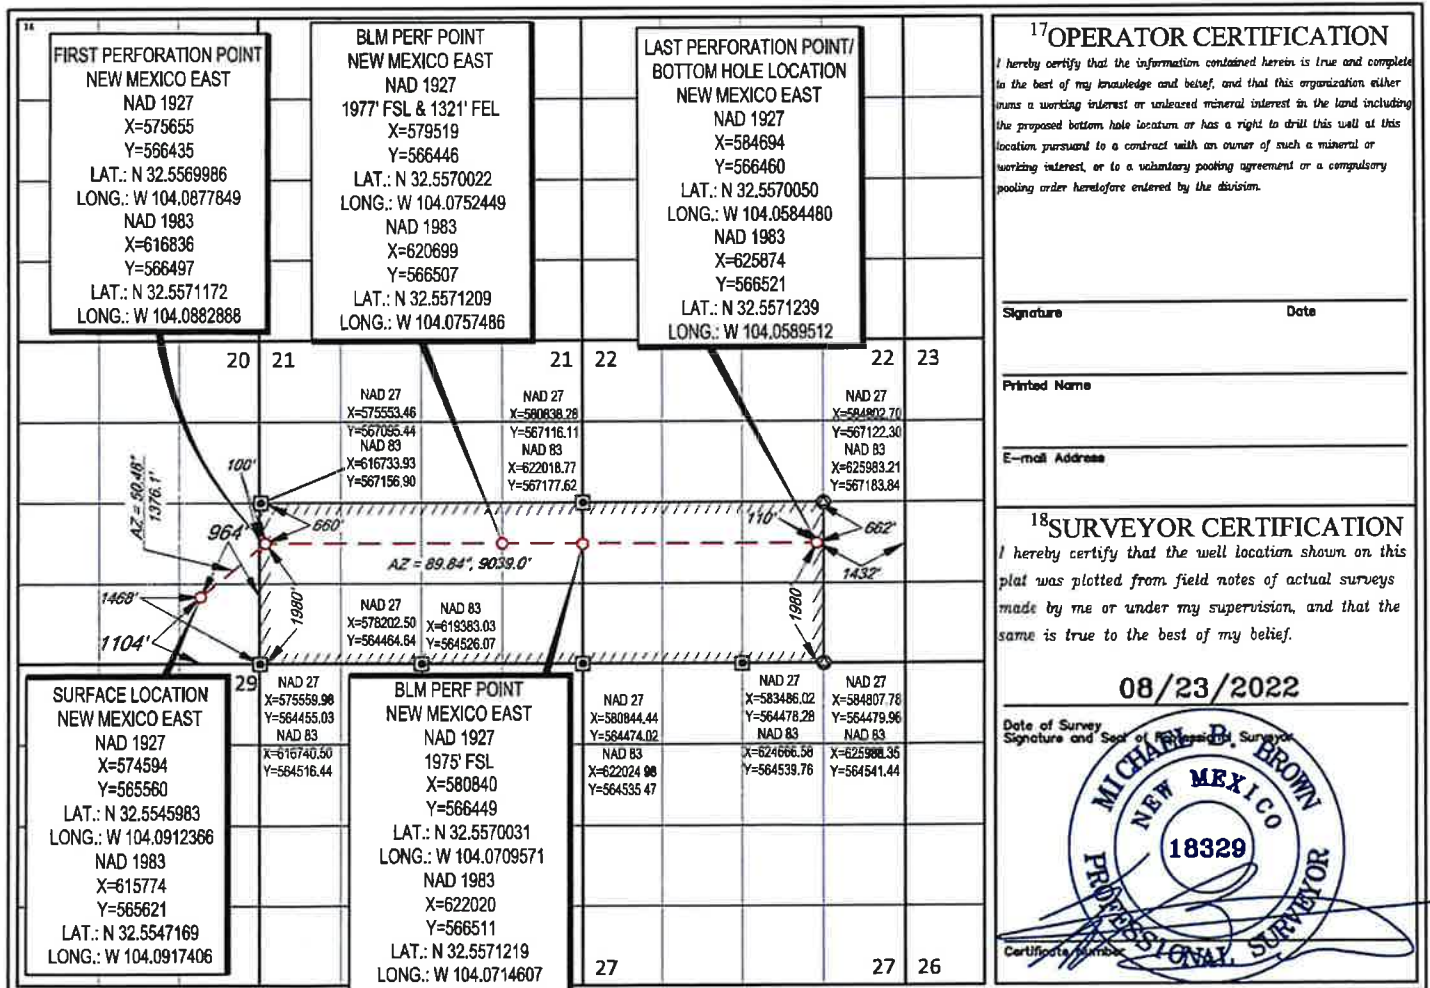 16
FIRST PERFORATION POINT
NEW MEXICO EAST
NAD 1927
X=575655
Y=566435
LAT.: N 32.5569986
LONG.: W 104.0877849
NAD 1983
X=616836
Y=566497
LAT.: N 32.5571172
LONG.: W 104.0882888
BLM PERF POINT
NEW MEXICO EAST
NAD 1927
1977' FSL & 1321' FEL
X=579519
Y=566446
LAT.: N 32.5570022
LONG.: W 104.0752449
NAD 1983
X=620699
Y=566507
LAT.: N 32.5571209
LONG.: W 104.0757486
LAST PERFORATION POINT/
BOTTOM HOLE LOCATION
NEW MEXICO EAST
NAD 1927
X=584694
Y=566460
LAT.: N 32.5570050
LONG.: W 104.0584480
NAD 1983
X=625874
Y=566521
LAT.: N 32.5571239
LONG.: W 104.0589512
20 21
21 22
22 23
NAD 27
X=575553.46
Y=567095.44
NAD 83
X=616733.93
Y=567156.90
NAD 27
X=580838.28
Y=567116.11
NAD 83
X=622018.77
Y=567177.62
NAD 27
X=584802.70
Y=567122.30
NAD 83
X=625983.21
Y=567183.84
AZ = 50.48°
1376.1'
100'
964'
660'
AZ = 89.84°, 9039.0'
110'
662'
1432'
1468'
1104'
1980'
1980'
NAD 27
X=578202.50
Y=564464.64
NAD 83
X=619383.03
Y=564526.07
29
NAD 27
X=575559.98
Y=564455.03
NAD 83
X=616740.50
Y=564516.44
NAD 27
X=580844.44
Y=564474.02
NAD 83
X=622024.98
Y=564535.47
NAD 27
X=583486.02
Y=564478.28
NAD 83
X=624666.58
Y=564539.76
NAD 27
X=584807.78
Y=564479.96
NAD 83
X=625988.35
Y=564541.44
SURFACE LOCATION
NEW MEXICO EAST
NAD 1927
X=574594
Y=565560
LAT.: N 32.5545983
LONG.: W 104.0912366
NAD 1983
X=615774
Y=565621
LAT.: N 32.5547169
LONG.: W 104.0917406
BLM PERF POINT
NEW MEXICO EAST
NAD 1927
1975' FSL
X=580840
Y=566449
LAT.: N 32.5570031
LONG.: W 104.0709571
NAD 1983
X=622020
Y=566511
LAT.: N 32.5571219
LONG.: W 104.0714607
27
27 26
17 OPERATOR CERTIFICATION
I hereby certify that the information contained herein is true and complete
to the best of my knowledge and belief, and that this organization either
owns a working interest or unleased mineral interest in the land including
the proposed bottom hole location or has a right to drill this well at this
location pursuant to a contract with an owner of such a mineral or
working interest, or to a voluntary pooling agreement or a compulsory
pooling order heretofore entered by the division.
Signature Date
Printed Name
E-mail Address
18 SURVEYOR CERTIFICATION
I hereby certify that the well location shown on this
plat was plotted from field notes of actual surveys
made by me or under my supervision, and that the
same is true to the best of my belief.
08/23/2022
Date of Survey
Signature and Seal of Professional Surveyor
MICHAEL B. BROWN
NEW MEXICO
18329
PROFESSIONAL SURVEYOR
Certificate Number